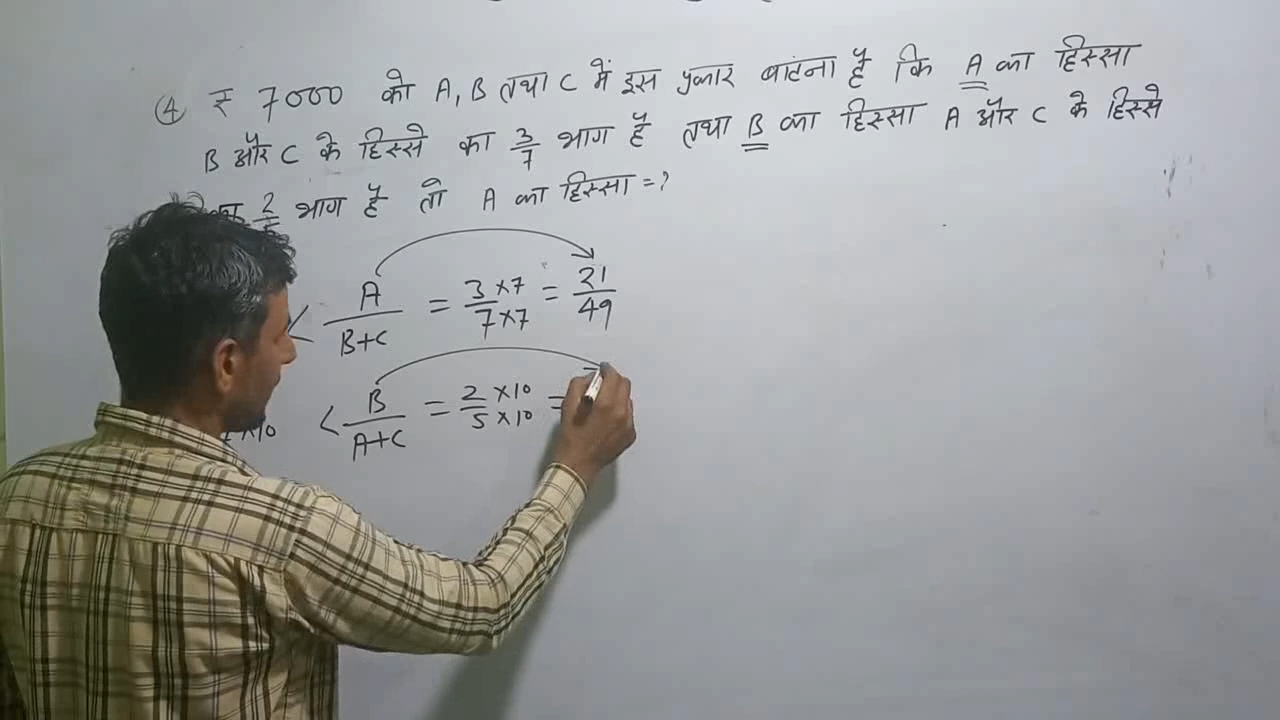 ④ ₹ 7000 को A, B तथा C में इस प्रकार बांटना है कि A का हिस्सा
B और C के हिस्से का 3/7 भाग है तथा B का हिस्सा A और C के हिस्से
का 2/5 भाग है तो A का हिस्सा = ?
< A/(B+C) = 3×7/7×7 = 21/49
×10 < B/(A+C) = 2×10/5×10 =